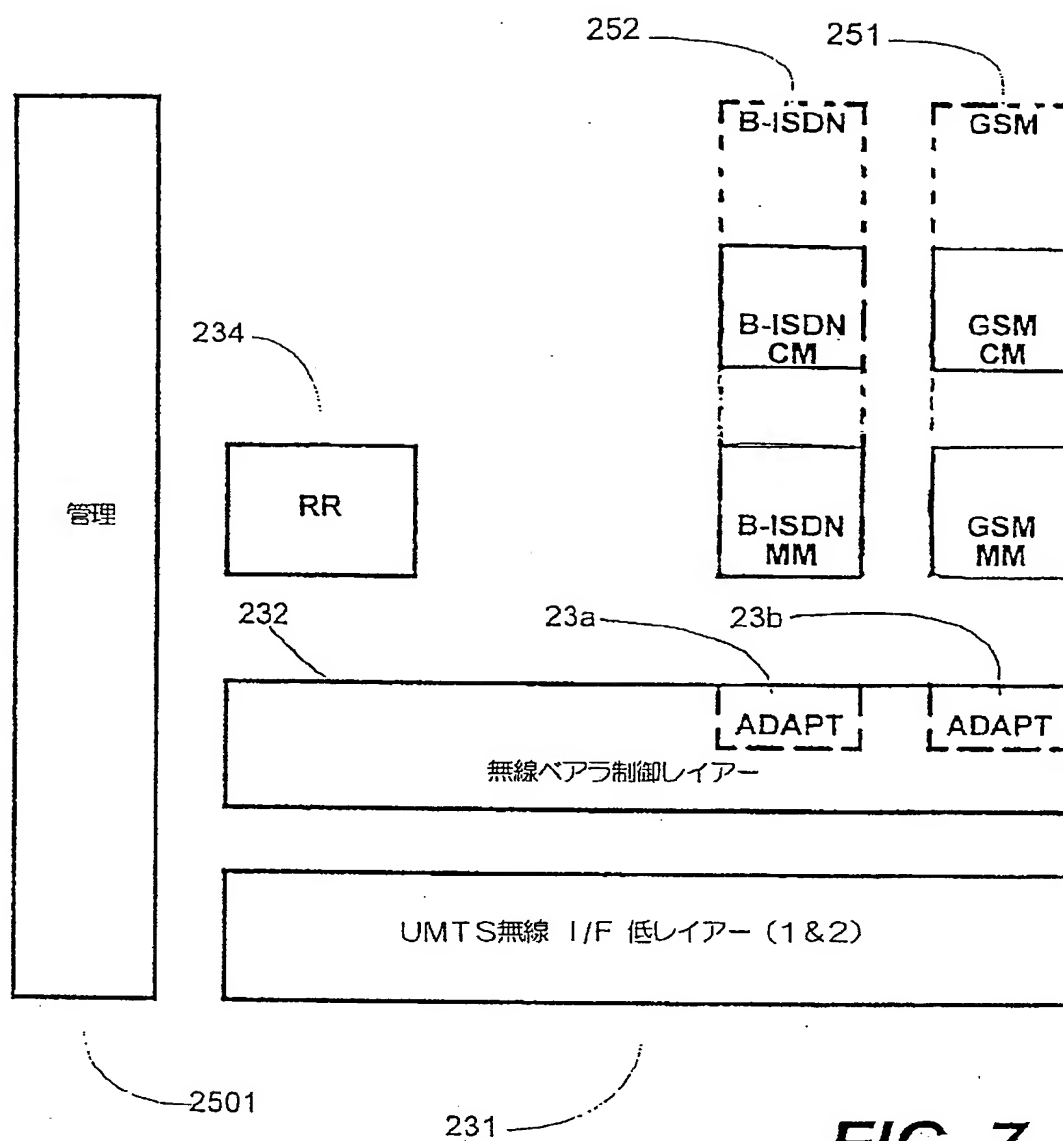 252
251
B-ISDN
GSM
B-ISDN
CM
GSM
CM
234
RR
管理
B-ISDN
MM
GSM
MM
232
23a
23b
ADAPT
ADAPT
無線ベアラ制御レイアー
UMTS無線 I/F 低レイアー (1&2)
2501
231
FIG. 7